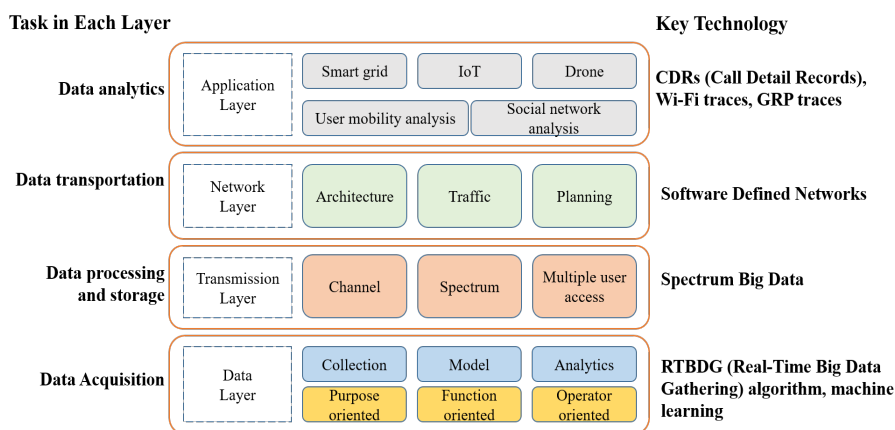 Task in Each Layer
Key Technology
Data analytics
Application
Layer
Smart grid
IoT
Drone
User mobility analysis
Social network
analysis
CDRs (Call Detail Records),
Wi-Fi traces, GRP traces
Data transportation
Network
Layer
Architecture
Traffic
Planning
Software Defined Networks
Data processing
and storage
Transmission
Layer
Channel
Spectrum
Multiple user
access
Spectrum Big Data
Data Acquisition
Data
Layer
Collection
Model
Analytics
Purpose
oriented
Function
oriented
Operator
oriented
RTBDG (Real-Time Big Data
Gathering) algorithm, machine
learning